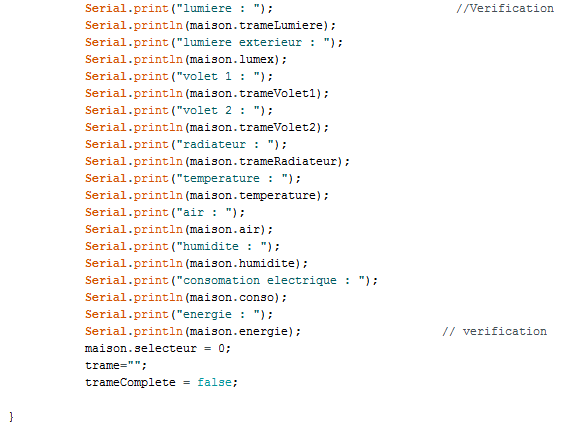 Serial.print("lumiere : "); //Verification
Serial.println(maison.trameLumiere);
Serial.print("lumiere exterieur : ");
Serial.println(maison.lumex);
Serial.print("volet 1 : ");
Serial.println(maison.trameVolet1);
Serial.print("volet 2 : ");
Serial.println(maison.trameVolet2);
Serial.print("radiateur : ");
Serial.println(maison.trameRadiateur);
Serial.print("temperature : ");
Serial.println(maison.temperature);
Serial.print("air : ");
Serial.println(maison.air);
Serial.print("humidite : ");
Serial.println(maison.humidite);
Serial.print("consomation electrique : ");
Serial.println(maison.conso);
Serial.print("energie : ");
Serial.println(maison.energie); // verification
maison.selecteur = 0;
trame="";
trameComplete = false;
}